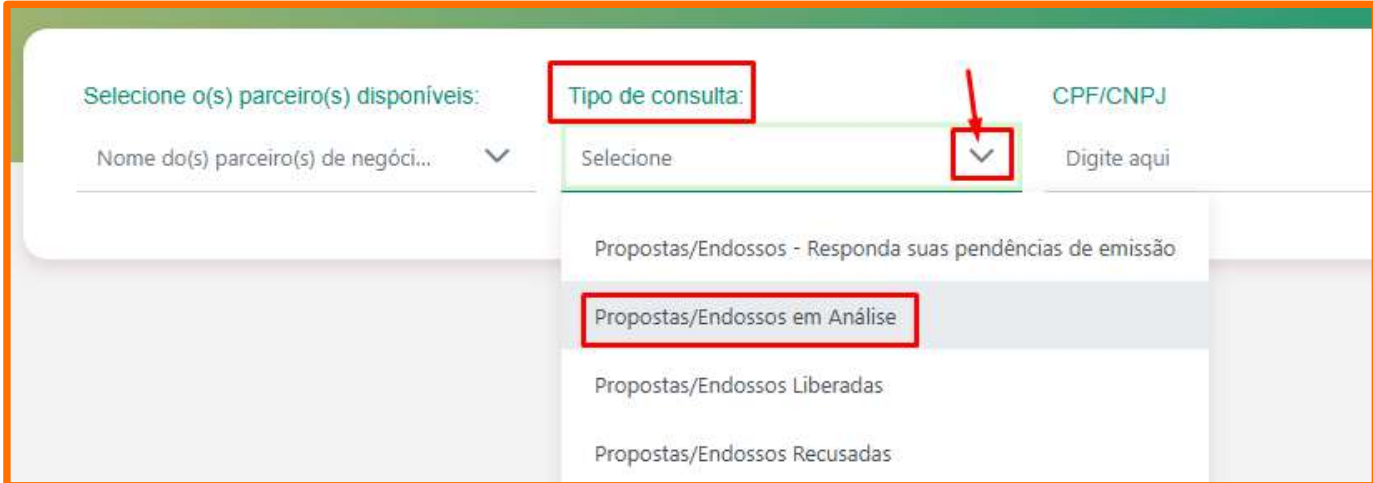 Selecione o(s) parceiro(s) disponíveis:
Nome do(s) parceiro(s) de negóci...
Tipo de consulta:
Selecione
CPF/CNPJ
Digite aqui
Propostas/Endossos - Responda suas pendências de emissão
Propostas/Endossos em Análise
Propostas/Endossos Liberadas
Propostas/Endossos Recusadas